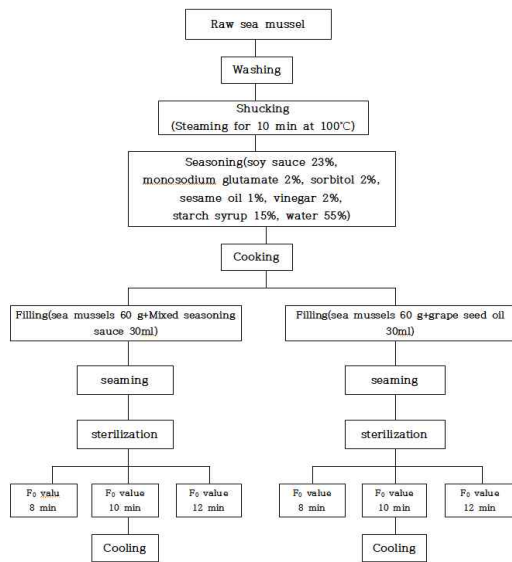 Raw sea mussel
Washing
Shucking
(Steaming for 10 min at 100℃)
Seasoning(soy sauce 23%,
monosodium glutamate 2%, sorbitol 2%,
sesame oil 1%, vinegar 2%,
starch syrup 15%, water 55%)
Cooking
Filling(sea mussels 60 g+Mixed seasoning
sauce 30ml)
Filling(sea mussels 60 g+grape seed oil
30ml)
seaming
seaming
sterilization
sterilization
F₀ valu
8 min
F₀ value
10 min
F₀ value
12 min
F₀ value
8 min
F₀ value
10 min
F₀ value
12 min
Cooling
Cooling